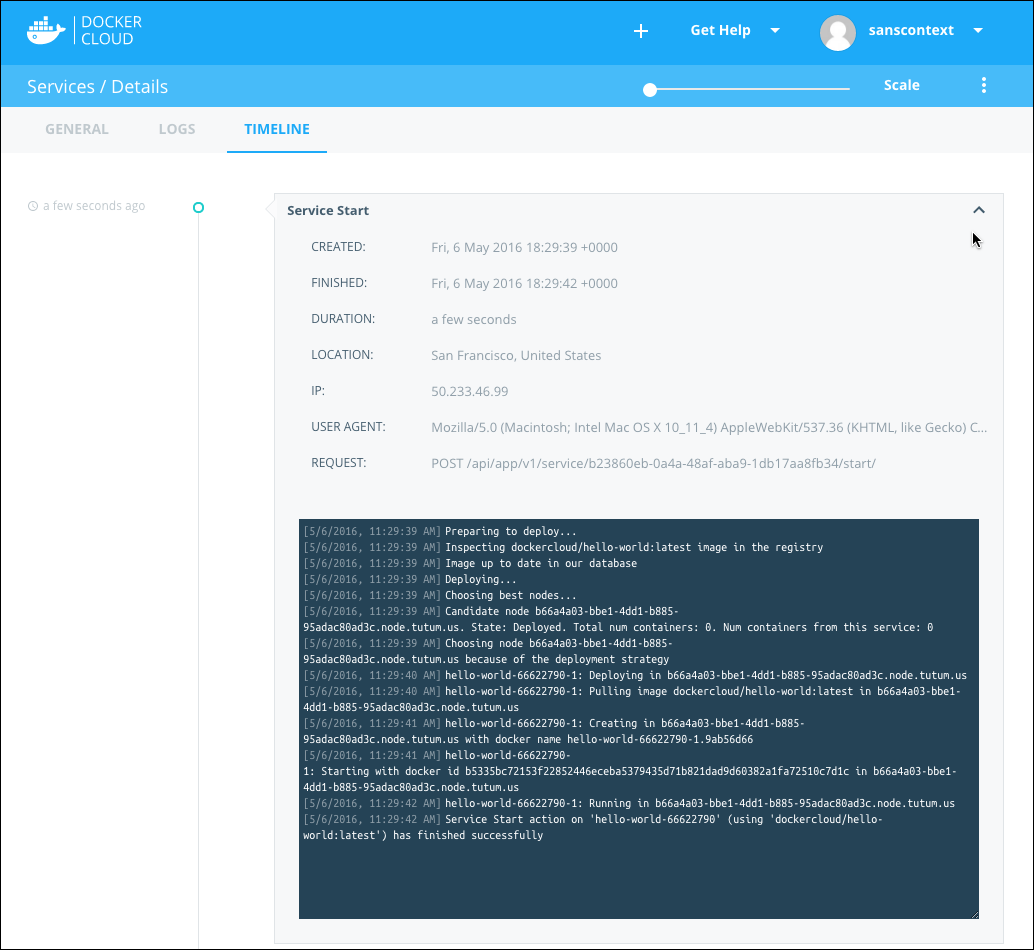 DOCKER
CLOUD
Get Help
sanscontext
Services / Details
Scale
GENERAL
LOGS
TIMELINE
a few seconds ago
Service Start
CREATED: Fri, 6 May 2016 18:29:39 +0000
FINISHED: Fri, 6 May 2016 18:29:42 +0000
DURATION: a few seconds
LOCATION: San Francisco, United States
IP: 50.233.46.99
USER AGENT: Mozilla/5.0 (Macintosh; Intel Mac OS X 10_11_4) AppleWebKit/537.36 (KHTML, like Gecko) C...
REQUEST: POST /api/app/v1/service/b23860eb-0a4a-48af-aba9-1db17aa8fb34/start/
[5/6/2016, 11:29:39 AM] Preparing to deploy...
[5/6/2016, 11:29:39 AM] Inspecting dockercloud/hello-world:latest image in the registry
[5/6/2016, 11:29:39 AM] Image up to date in our database
[5/6/2016, 11:29:39 AM] Deploying...
[5/6/2016, 11:29:39 AM] Choosing best nodes...
[5/6/2016, 11:29:39 AM] Candidate node b66a4a03-bbe1-4dd1-b885-
95adac80ad3c.node.tutum.us. State: Deployed. Total num containers: 0. Num containers from this service: 0
[5/6/2016, 11:29:39 AM] Choosing node b66a4a03-bbe1-4dd1-b885-
95adac80ad3c.node.tutum.us because of the deployment strategy
[5/6/2016, 11:29:40 AM] hello-world-66622790-1: Deploying in b66a4a03-bbe1-4dd1-b885-95adac80ad3c.node.tutum.us
[5/6/2016, 11:29:40 AM] hello-world-66622790-1: Pulling image dockercloud/hello-world:latest in b66a4a03-bbe1-
4dd1-b885-95adac80ad3c.node.tutum.us
[5/6/2016, 11:29:41 AM] hello-world-66622790-1: Creating in b66a4a03-bbe1-4dd1-b885-
95adac80ad3c.node.tutum.us with docker name hello-world-66622790-1.9ab56d66
[5/6/2016, 11:29:41 AM] hello-world-66622790-
1: Starting with docker id b5335bc72153f22852446eceba5379435d71b821dad9d60382a1fa72510c7d1c in b66a4a03-bbe1-
4dd1-b885-95adac80ad3c.node.tutum.us
[5/6/2016, 11:29:42 AM] hello-world-66622790-1: Running in b66a4a03-bbe1-4dd1-b885-95adac80ad3c.node.tutum.us
[5/6/2016, 11:29:42 AM] Service Start action on 'hello-world-66622790' (using 'dockercloud/hello-
world:latest') has finished successfully